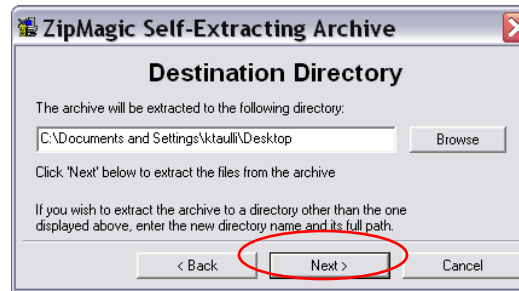 ZipMagic Self-Extracting Archive
Destination Directory
The archive will be extracted to the following directory:
C:\Documents and Settings\ktaulli\Desktop
Browse
Click 'Next' below to extract the files from the archive
If you wish to extract the archive to a directory other than the one
displayed above, enter the new directory name and its full path.
< Back
Next >
Cancel